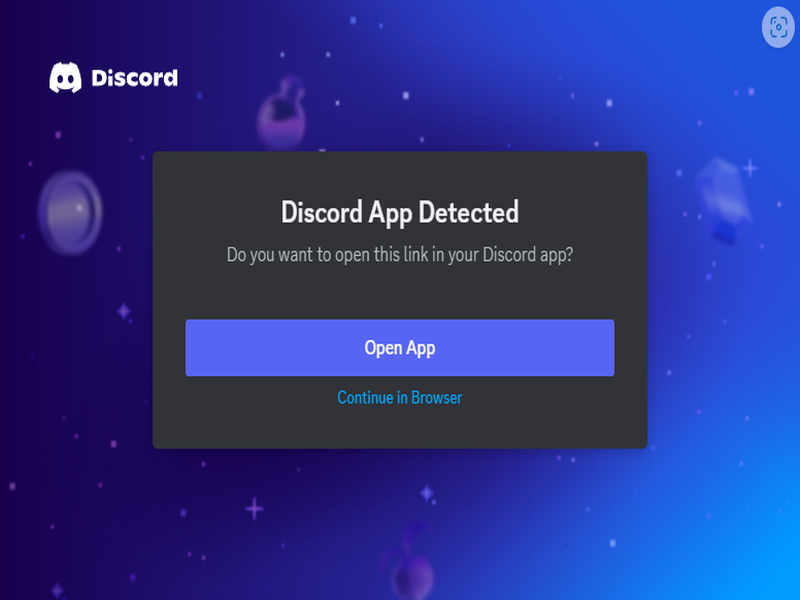 Discord
Discord App Detected
Do you want to open this link in your Discord app?
Open App
Continue in Browser